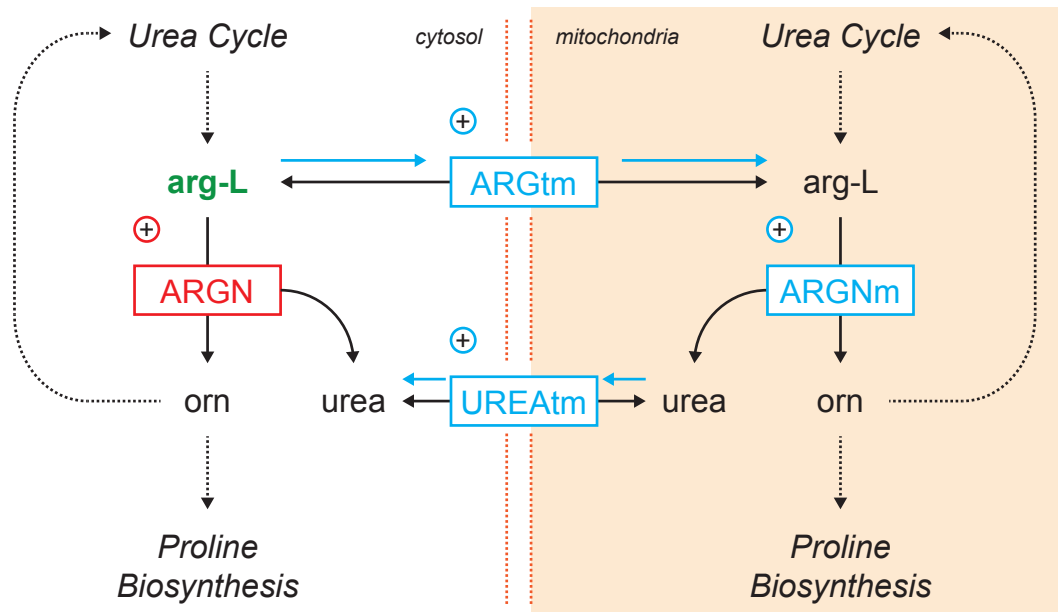 Urea Cycle
cytosol
mitochondria
Urea Cycle
+
arg-L
ARGtm
arg-L
+
+
ARGN
ARGNm
+
orn
urea
UREAtm
urea
orn
Proline
Biosynthesis
Proline
Biosynthesis